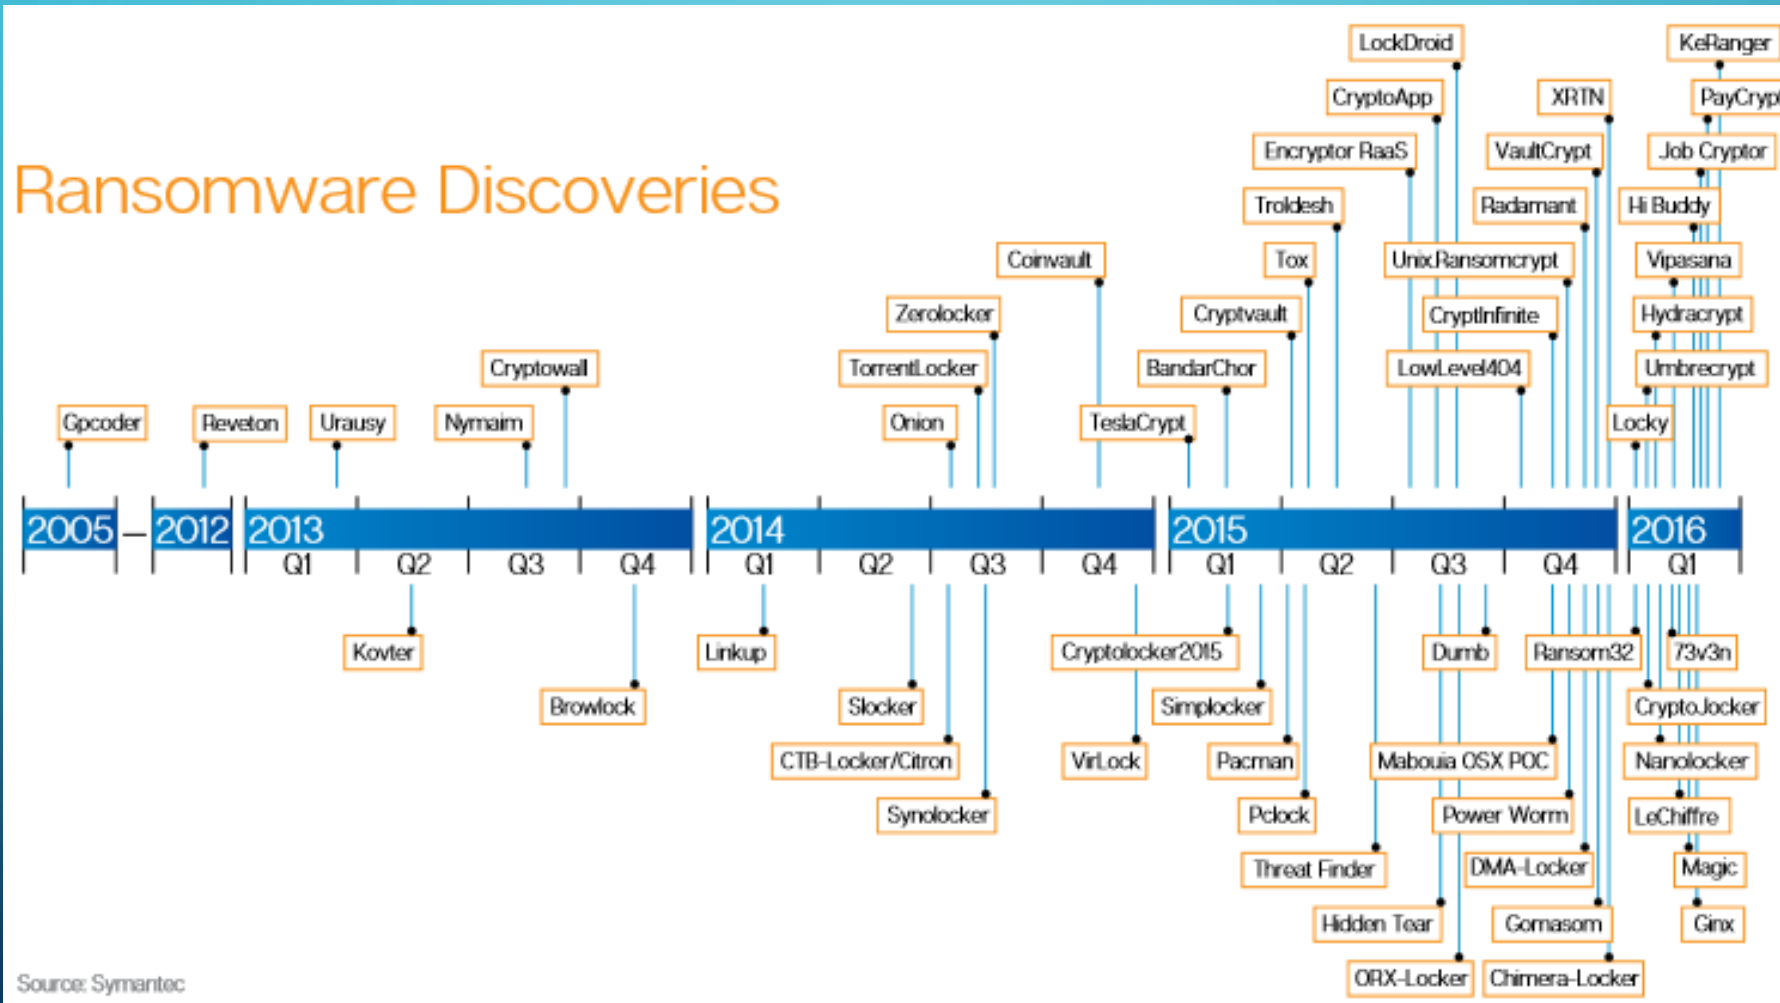 LockDroid
KeRanger
CryptoApp
XRTN
PayCrypt
Encryptor RaaS
VaultCrypt
Job Cryptor
Ransomware Discoveries
Troldesh
Radamant
Hi Buddy
Coinvault
Tox
Unix.Ransomcrypt
Vipasana
Zerolocker
Cryptvault
CryptInfinite
Hydracrypt
Cryptowall
TorrentLocker
BandarChor
LowLevel404
Umbrecrypt
Gpcoder
Reveton
Urausy
Nymaim
Onion
TeslaCrypt
Locky
2005 – 2012 2013 2014 2015 2016
Q1 Q2 Q3 Q4 Q1 Q2 Q3 Q4 Q1 Q2 Q3 Q4 Q1
Kovter
Linkup
Cryptolocker2015
Dumb
Ransom32
73v3n
Browlock
Slocker
Simplocker
CryptoJocker
CTB-Locker/Citron
VirLock
Pacman
Mabouia OSX POC
Nanolocker
Synolocker
Pclock
Power Worm
LeChiffre
Threat Finder
DMA-Locker
Magic
Hidden Tear
Gomasom
Ginx
ORX-Locker
Chimera-Locker
Source: Symantec